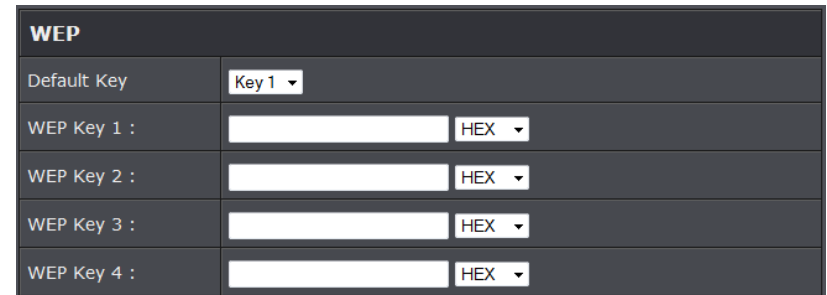 WEP
Default Key Key 1
WEP Key 1 : HEX
WEP Key 2 : HEX
WEP Key 3 : HEX
WEP Key 4 : HEX